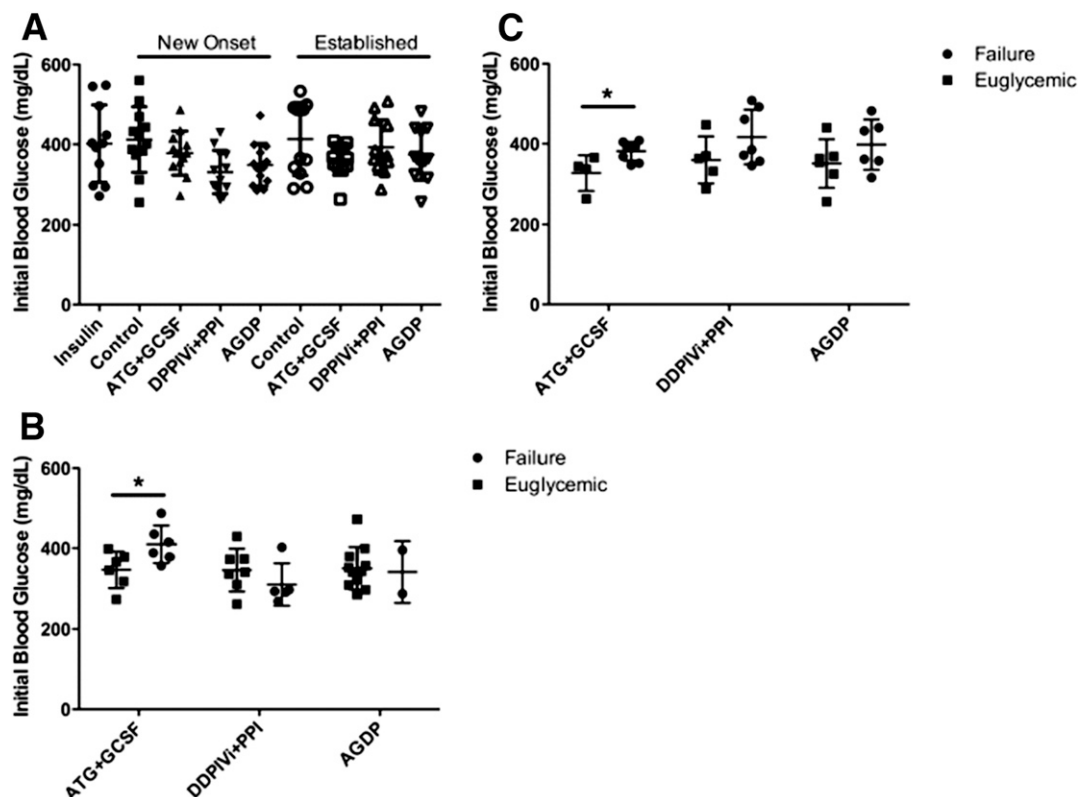 A
New Onset
Established
Initial Blood Glucose (mg/dL)
600
400
200
0
Insulin
Control
ATG+GCSF
DPPIVi+PPI
AGDP
Control
ATG+GCSF
DPPIVi+PPI
AGDP
C
Failure
Euglycemic
*
Initial Blood Glucose (mg/dL)
600
400
200
0
ATG+GCSF
DDPIVi+PPI
AGDP
B
Failure
Euglycemic
*
Initial Blood Glucose (mg/dL)
600
400
200
0
ATG+GCSF
DDPIVi+PPI
AGDP